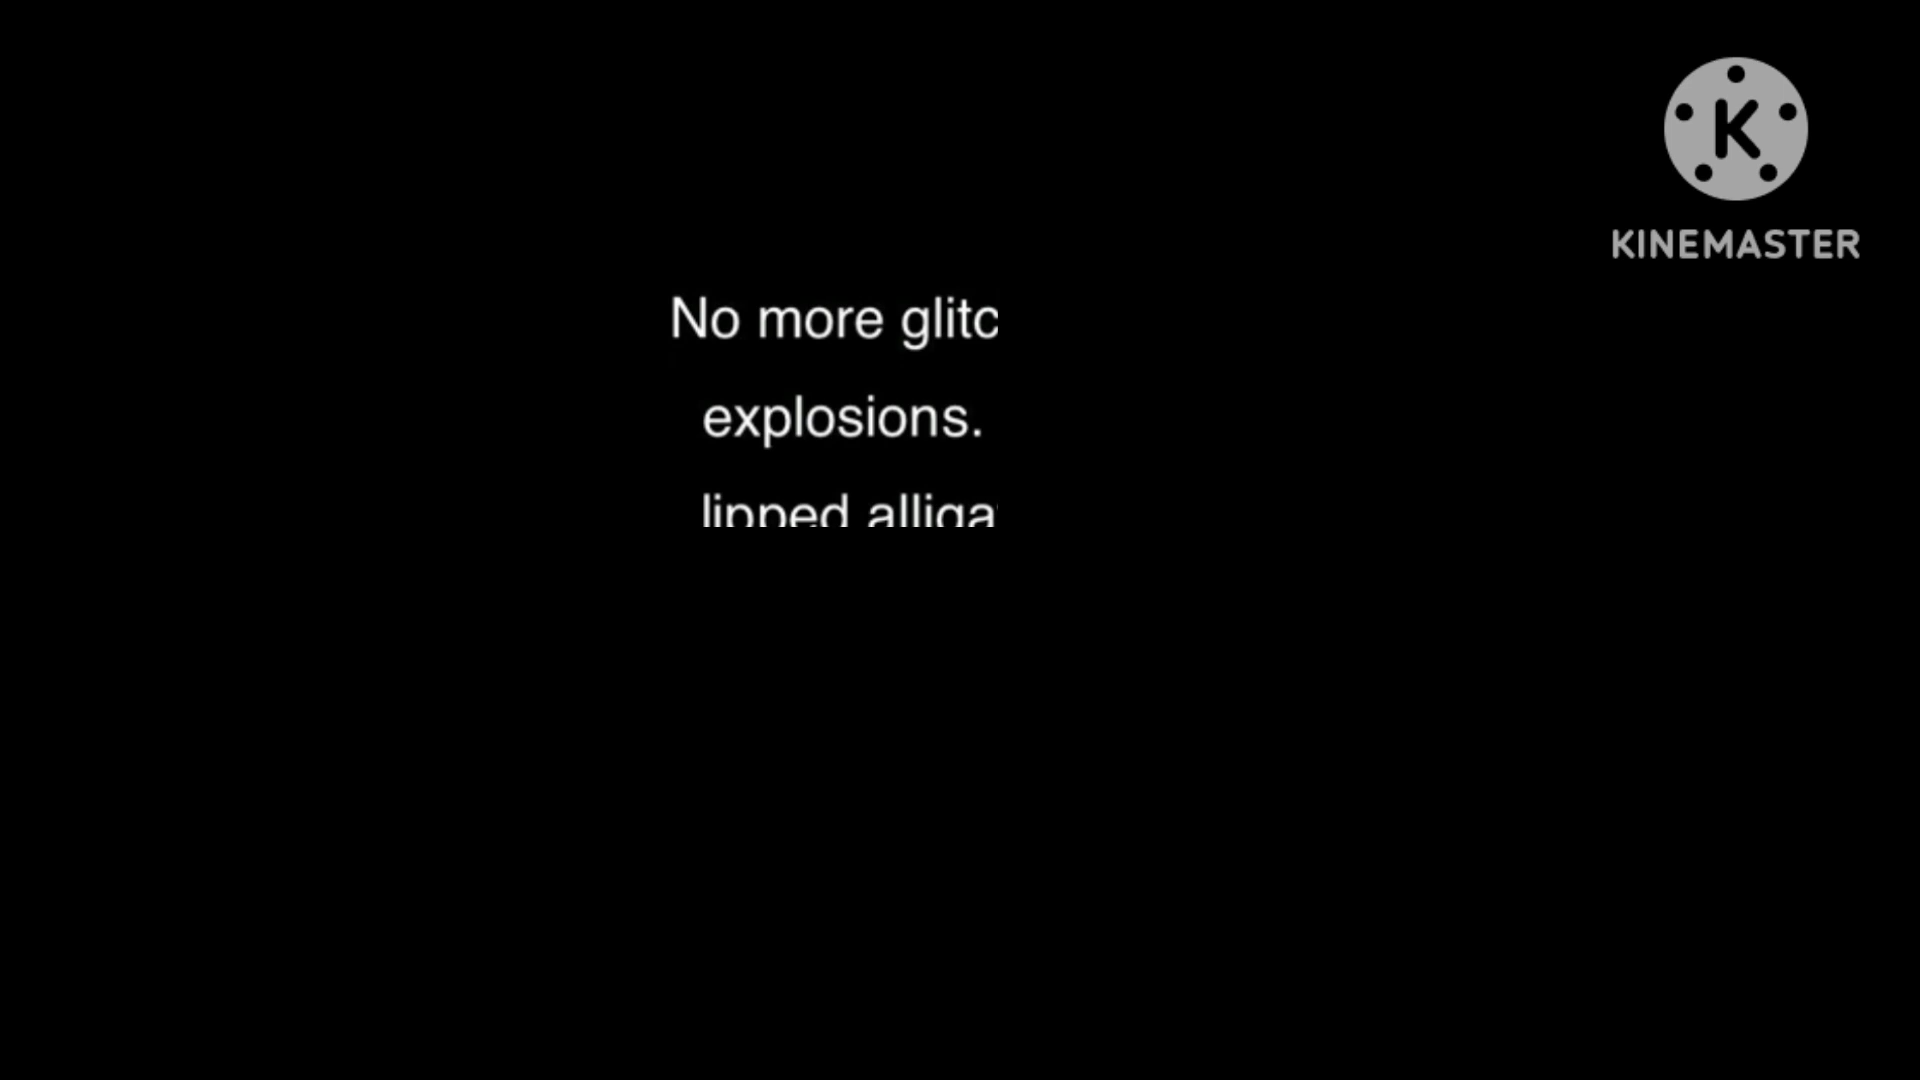 K
KINEMASTER
No more glitc
explosions.
lipped alliga